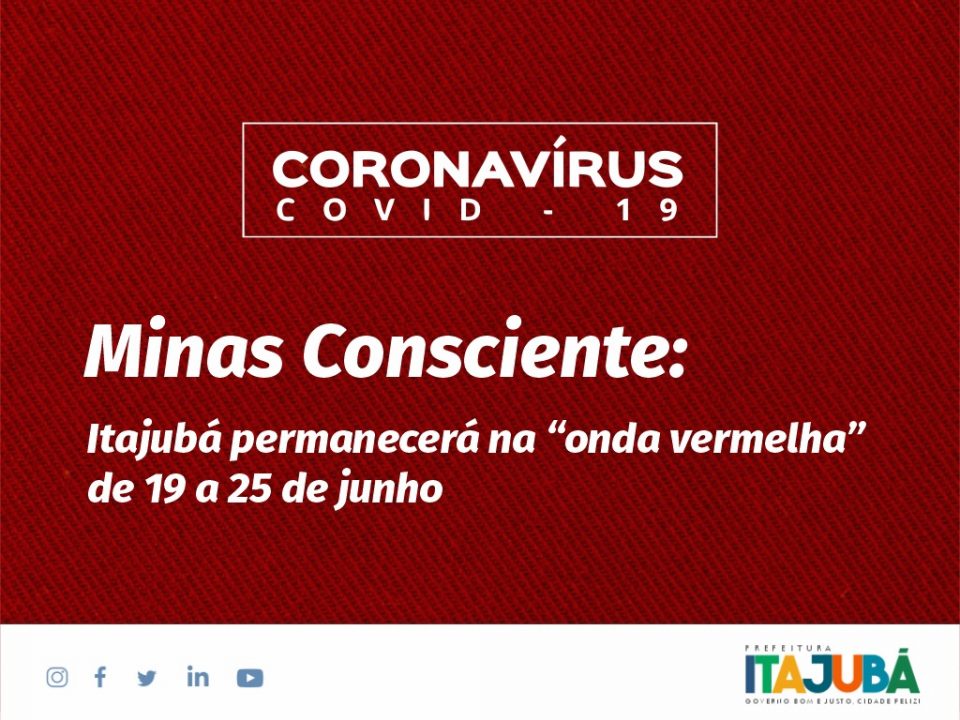 CORONAVÍRUS
COVID - 19
Minas Consciente:
Itajubá permanecerá na “onda vermelha”
de 19 a 25 de junho
in
PREFEITURA
ITAJUBÁ
GOVERNO BOM E JUSTO, CIDADE FELIZ!